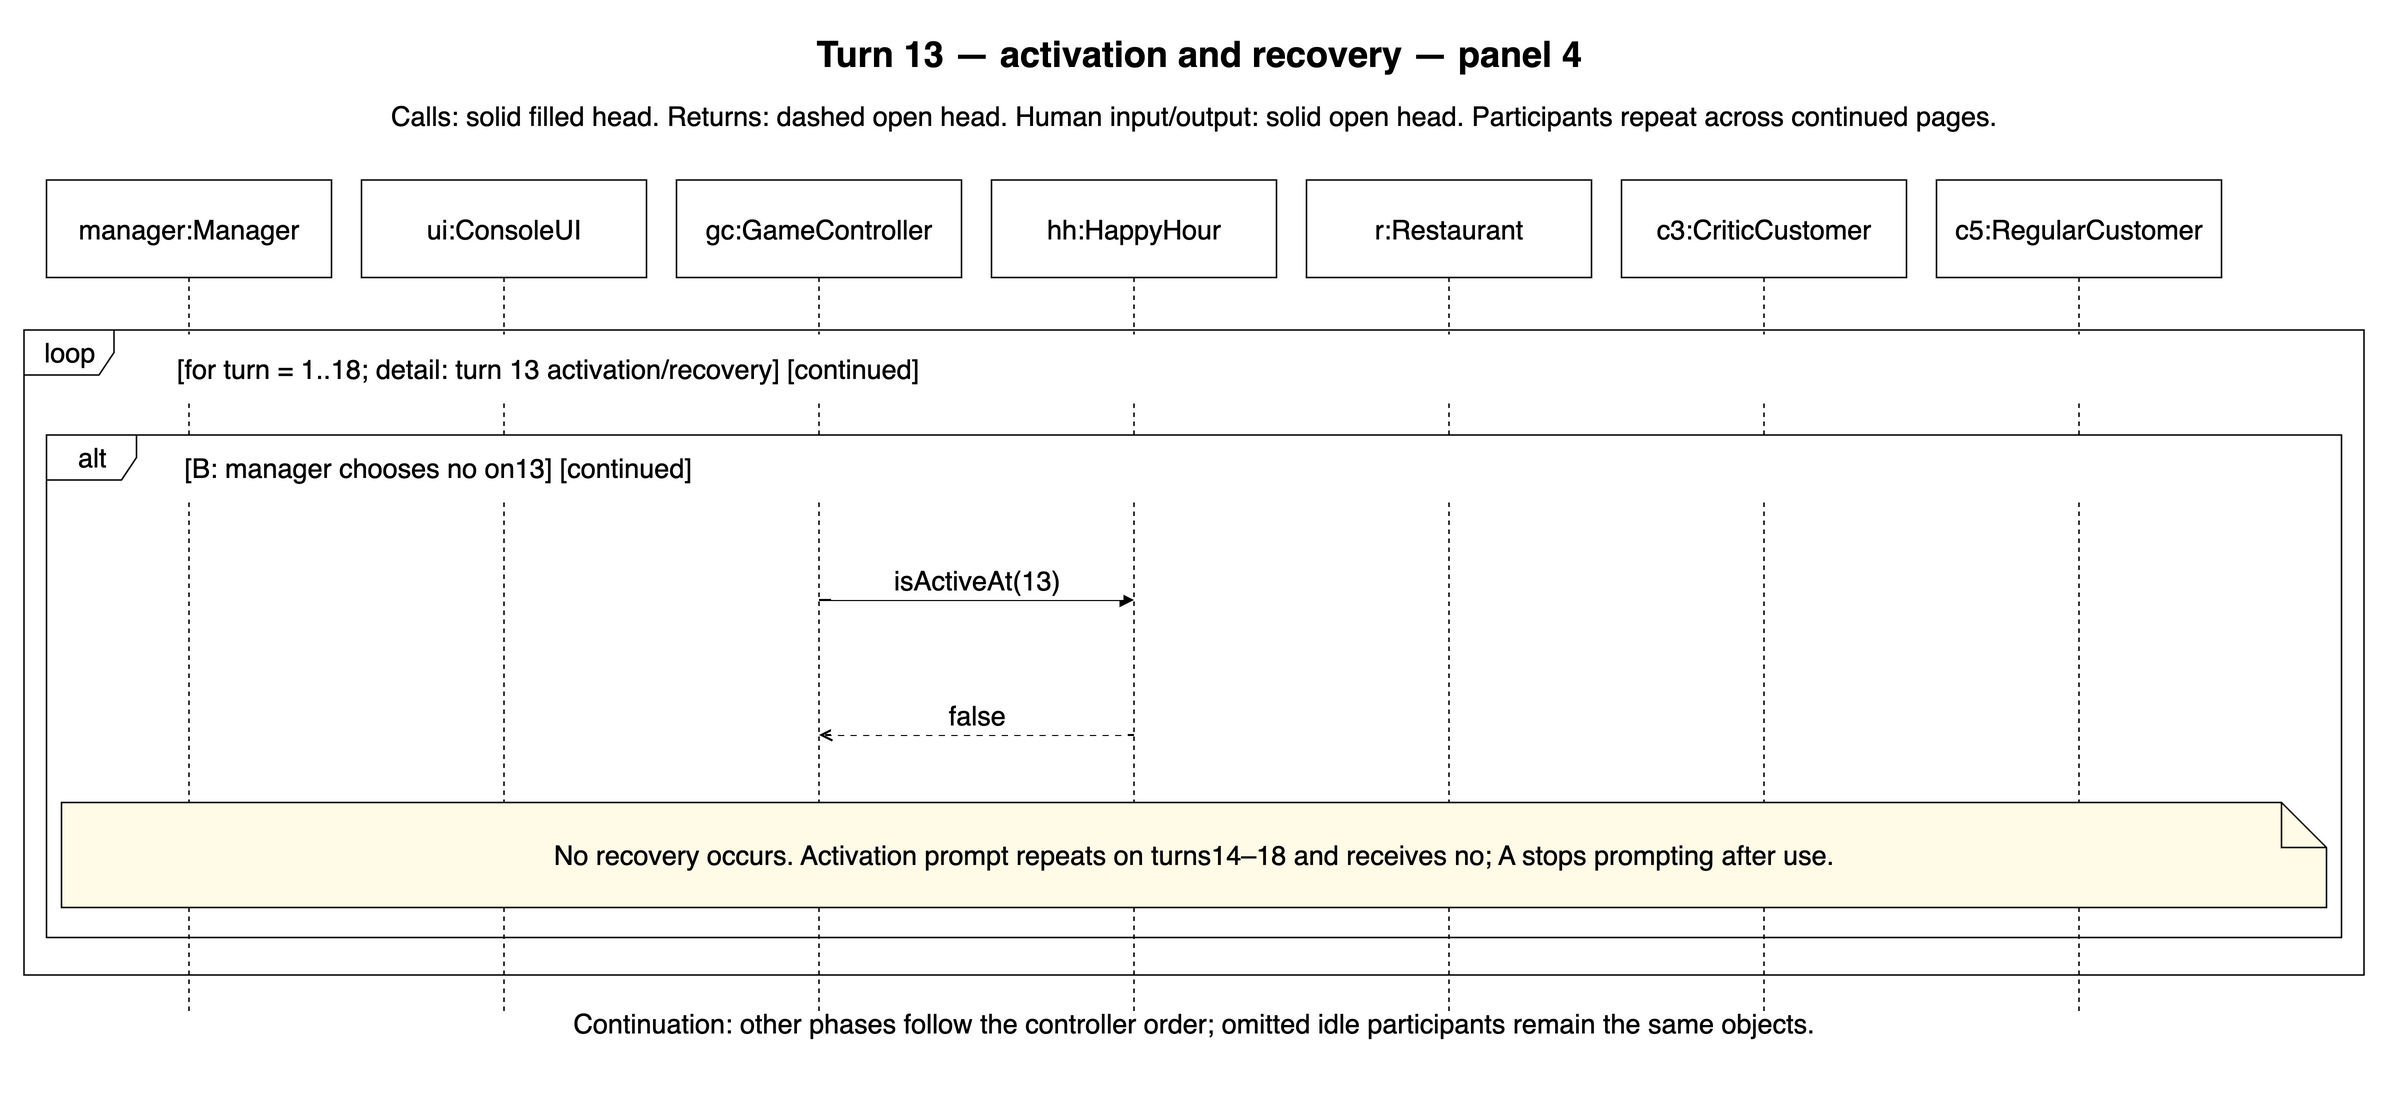 Turn 13 — activation and recovery — panel 4
Calls: solid filled head. Returns: dashed open head. Human input/output: solid open head. Participants repeat across continued pages.
manager:Manager
ui:ConsoleUI
gc:GameController
hh:HappyHour
r:Restaurant
c3:CriticCustomer
c5:RegularCustomer
loop
[for turn = 1..18; detail: turn 13 activation/recovery] [continued]
alt
[B: manager chooses no on13] [continued]
isActiveAt(13)
false
No recovery occurs. Activation prompt repeats on turns14–18 and receives no; A stops prompting after use.
Continuation: other phases follow the controller order; omitted idle participants remain the same objects.